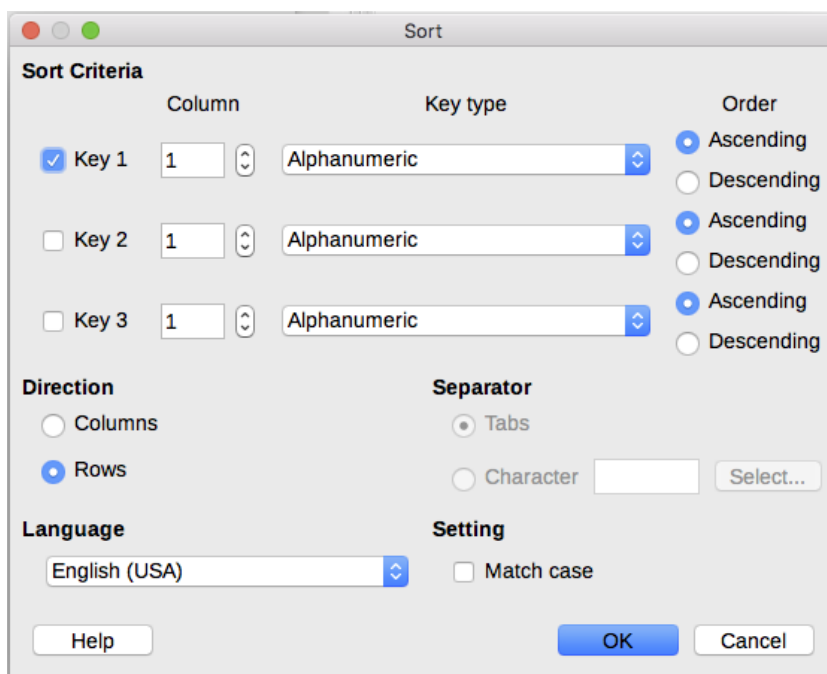 Sort
Sort Criteria
Column Key type Order
Key 1 1 Alphanumeric Ascending
Descending
Key 2 1 Alphanumeric Ascending
Descending
Key 3 1 Alphanumeric Ascending
Descending
Direction Separator
Columns Tabs
Rows Character Select...
Language Setting
English (USA) Match case
Help OK Cancel